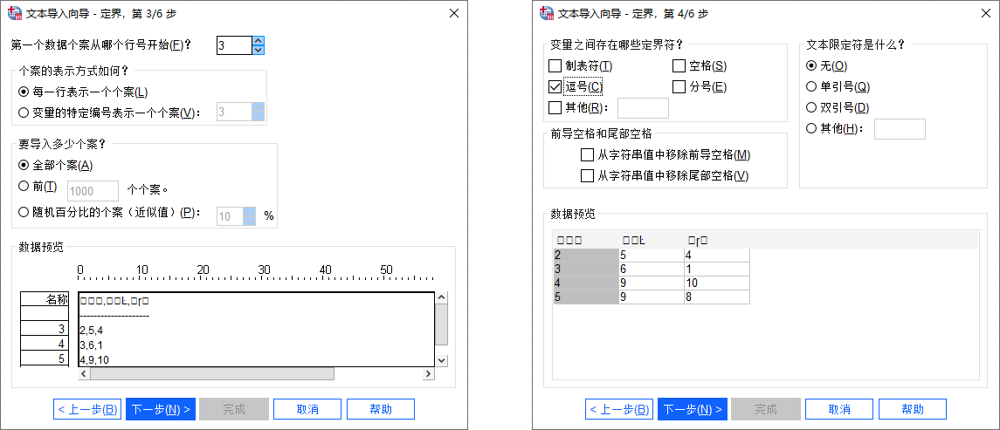 文本导入向导 - 定界，第 3/6 步
第一个数据个案从哪个行号开始(F)？ 3
个案的表示方式如何？
每一行表示一个个案(L)
变量的特定编号表示一个个案(V)： 3
要导入多少个案？
全部个案(A)
前(T) 1000 个个案。
随机百分比的个案（近似值）(P)： 10 %
数据预览
0 10 20 30 40 50
名称
--------------------
3 2,5,4
4 3,6,1
5 4,9,10
< 上一步(B) 下一步(N) > 完成 取消 帮助
文本导入向导 - 定界，第 4/6 步
变量之间存在哪些定界符？
制表符(T) 空格(S)
逗号(C) 分号(E)
其他(R)：
前导空格和尾部空格
从字符串值中移除前导空格(M)
从字符串值中移除尾部空格(V)
文本限定符是什么？
无(O)
单引号(Q)
双引号(D)
其他(H)：
数据预览
2 5 4
3 6 1
4 9 10
5 9 8
< 上一步(B) 下一步(N) > 完成 取消 帮助